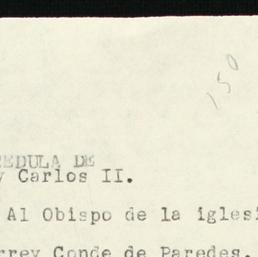 150
CEDULA DE
y Carlos II.
Al Obispo de la iglesi
rrey Conde de Paredes.